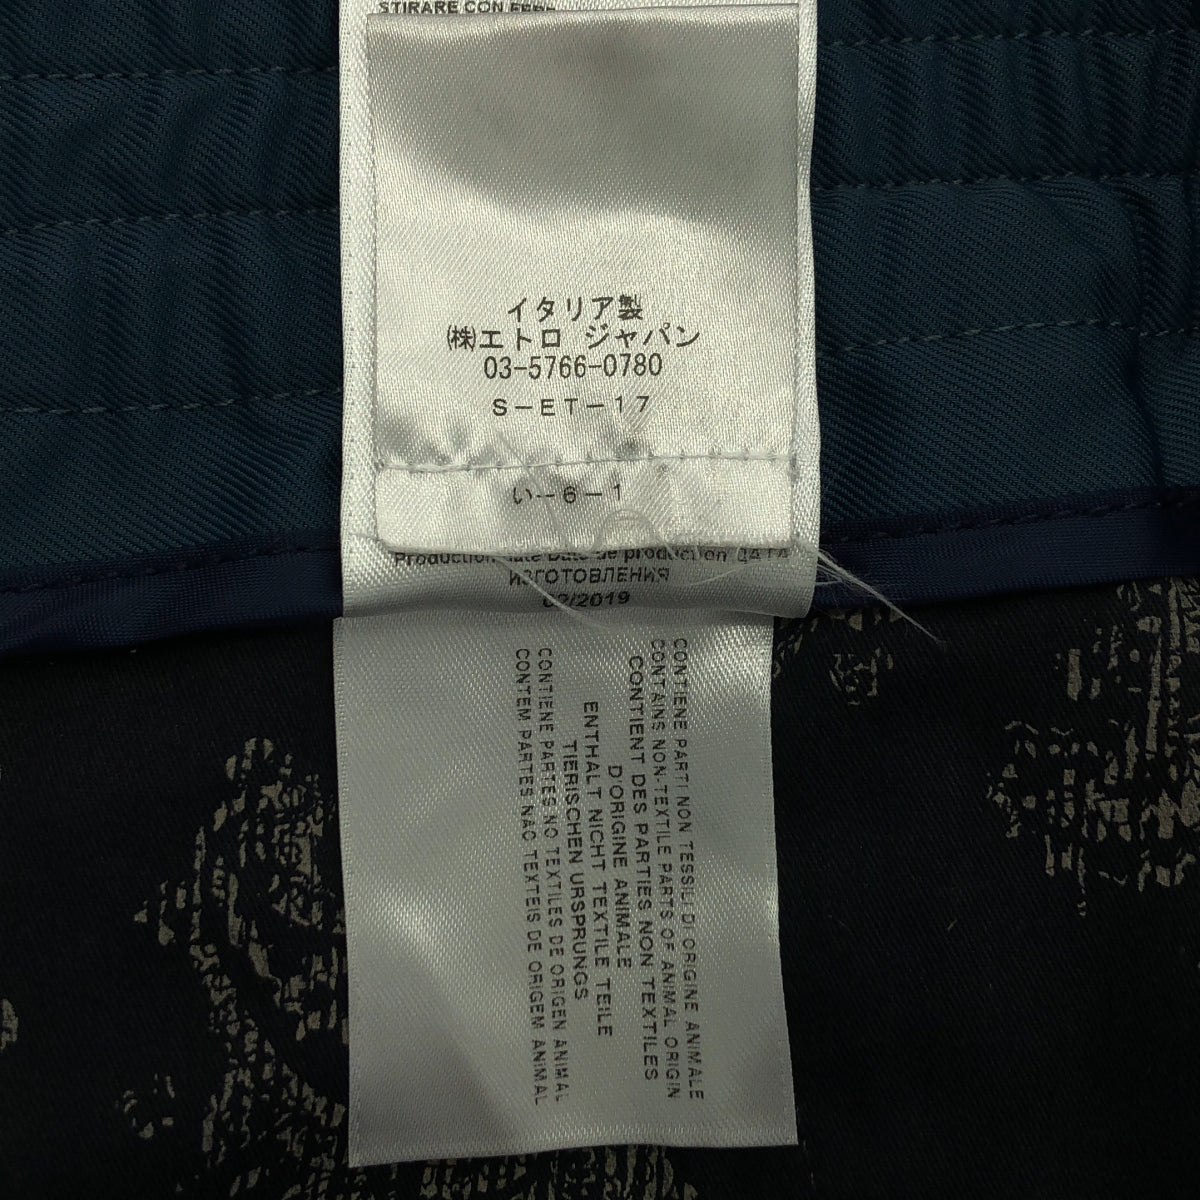 STIRARE CON
イタリア製
㈱エトロ ジャパン
03-5766-0780
S-ET-17
い-6-1
Production date Date de production ДАТА
ИЗГОТОВЛЕНИЯ
02/2019
CONTIENE PARTI NON TESSILI DI ORIGINE ANIMALE
CONTAINS NON-TEXTILE PARTS OF ANIMAL ORIGIN
CONTIENT DES PARTIES NON TEXTILES
D'ORIGINE ANIMALE
ENTHALT NICHT TEXTILE TEILE
TIERISCHEN URSPRUNGS
CONTIENE PARTES NO TEXTILES DE ORIGEN ANIMAL
CONTEM PARTES NAO TEXTEIS DE ORIGEM ANIMAL